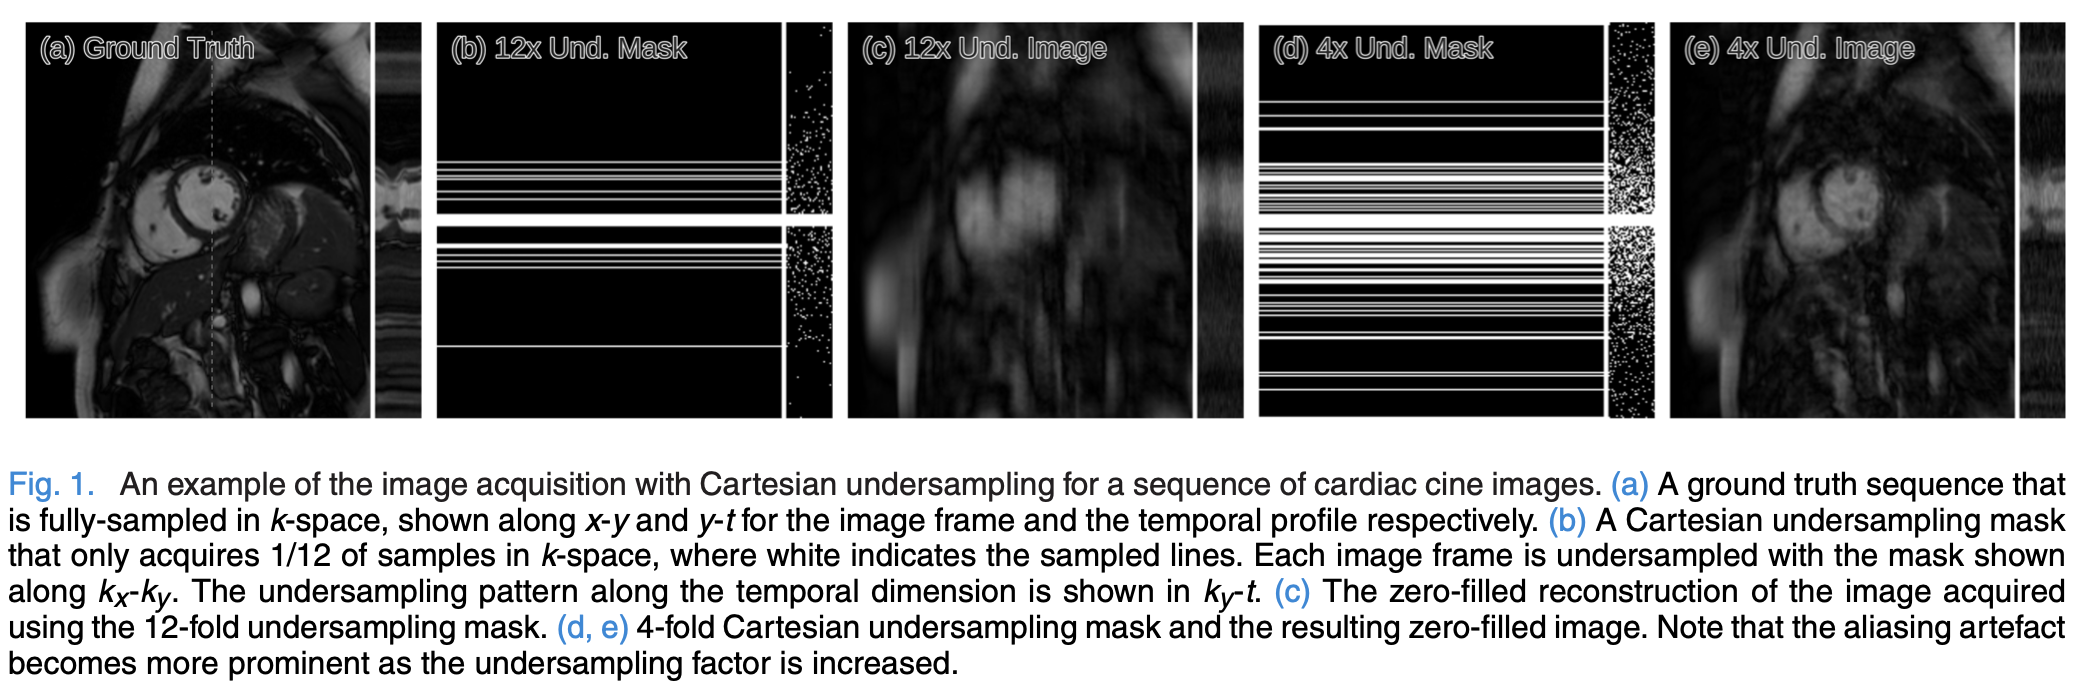 (a) Ground Truth
(b) 12x Und. Mask
(c) 12x Und. Image
(d) 4x Und. Mask
(e) 4x Und. Image
Fig. 1. An example of the image acquisition with Cartesian undersampling for a sequence of cardiac cine images. (a) A ground truth sequence that
is fully-sampled in k-space, shown along x-y and y-t for the image frame and the temporal profile respectively. (b) A Cartesian undersampling mask
that only acquires 1/12 of samples in k-space, where white indicates the sampled lines. Each image frame is undersampled with the mask shown
along kx-ky. The undersampling pattern along the temporal dimension is shown in ky-t. (c) The zero-filled reconstruction of the image acquired
using the 12-fold undersampling mask. (d, e) 4-fold Cartesian undersampling mask and the resulting zero-filled image. Note that the aliasing artefact
becomes more prominent as the undersampling factor is increased.